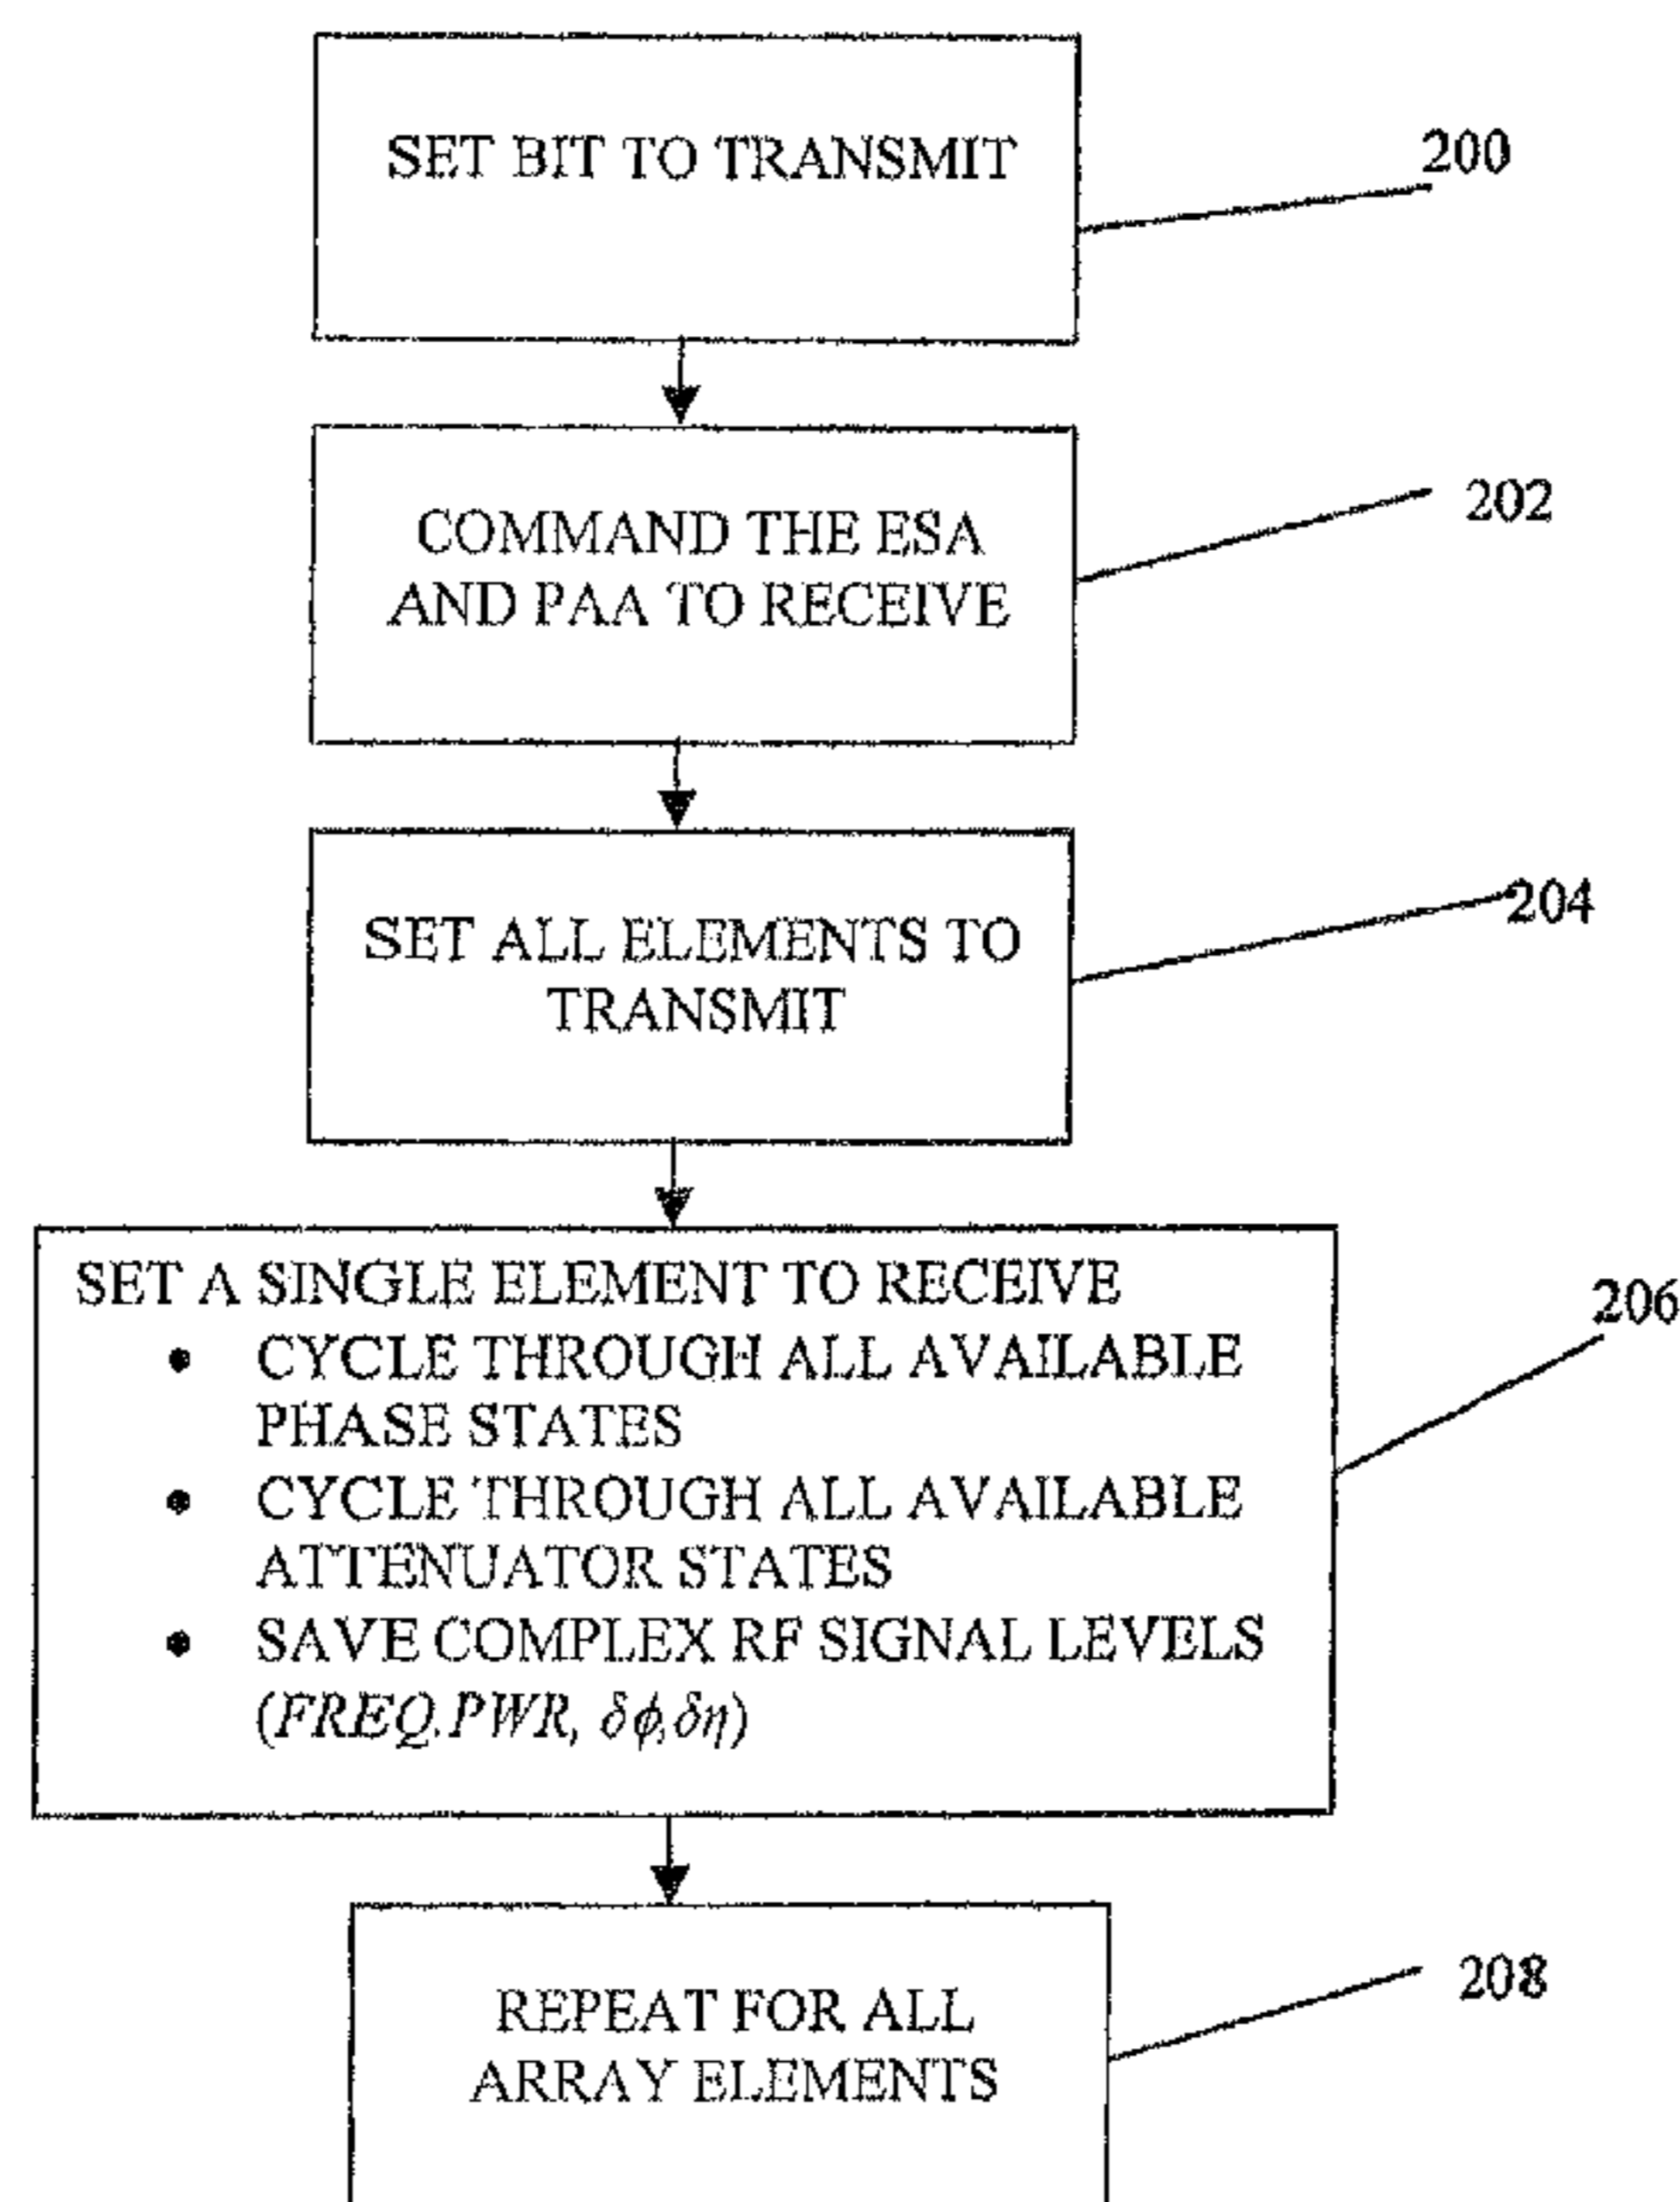 SET BIT TO TRANSMIT
200
COMMAND THE ESA
AND PAA TO RECEIVE
202
SET ALL ELEMENTS TO
TRANSMIT
204
SET A SINGLE ELEMENT TO RECEIVE
• CYCLE THROUGH ALL AVAILABLE
PHASE STATES
• CYCLE THROUGH ALL AVAILABLE
ATTENUATOR STATES
• SAVE COMPLEX RF SIGNAL LEVELS
(FREQ.PWR, δϕ,δη)
206
REPEAT FOR ALL
ARRAY ELEMENTS
208